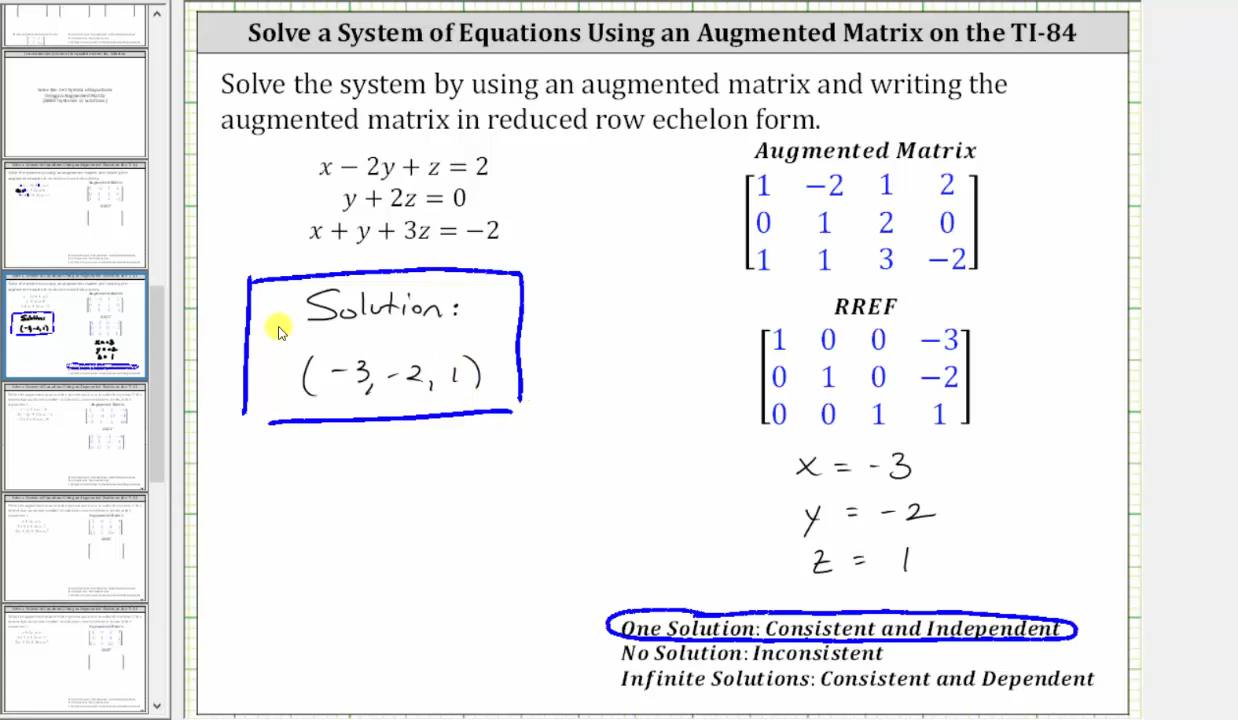 Solve a System of Equations Using an Augmented Matrix on the TI-84
Solve the system by using an augmented matrix and writing the
augmented matrix in reduced row echelon form.
x − 2y + z = 2
y + 2z = 0
x + y + 3z = −2
Augmented Matrix
1 −2 1 2
0 1 2 0
1 1 3 −2
Solution:
(-3, -2, 1)
RREF
1 0 0 −3
0 1 0 −2
0 0 1 1
x = -3
y = -2
z = 1
One Solution: Consistent and Independent
No Solution: Inconsistent
Infinite Solutions: Consistent and Dependent